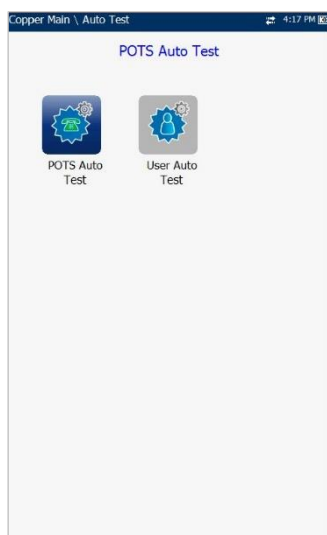 Copper Main \ Auto Test 4:17 PM
POTS Auto Test
POTS Auto
Test
User Auto
Test